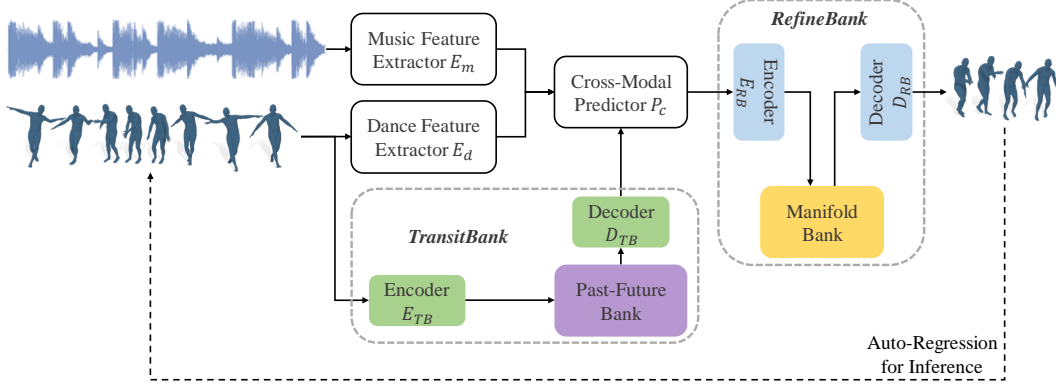 RefineBank
Music Feature
Extractor E_m
Dance Feature
Extractor E_d
Cross-Modal
Predictor P_c
Encoder
E_RB
Decoder
D_RB
Manifold
Bank
TransitBank
Decoder
D_TB
Encoder
E_TB
Past-Future
Bank
Auto-Regression
for Inference